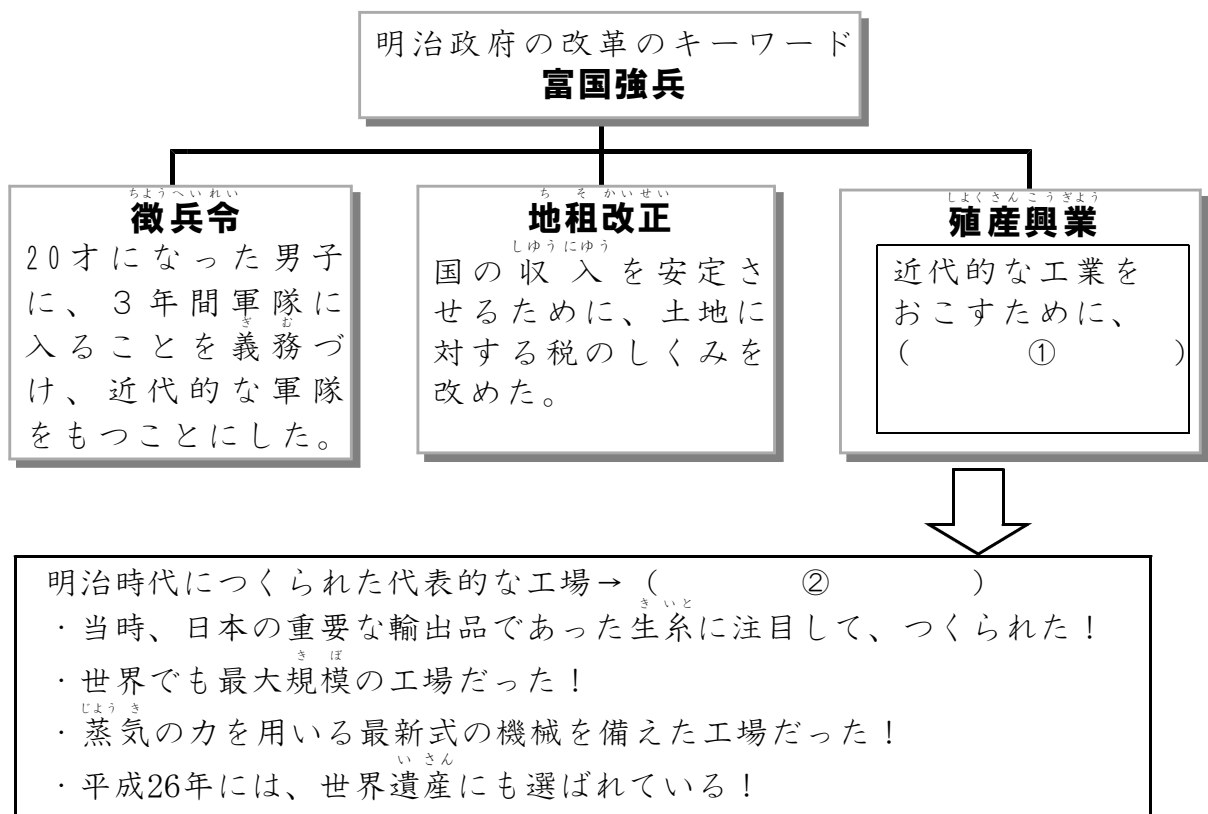 明治政府の改革のキーワード
富国強兵
ちようへいれい
徴兵令
20才になった男子
に、３年間軍隊に
ぎむ
入ることを義務づ
け、近代的な軍隊
をもつことにした。
ちそかいせい
地租改正
しゆうにゆう
国の収入を安定さ
せるために、土地に
対する税のしくみを
改めた。
しよくさんこうぎよう
殖産興業
近代的な工業を
おこすために、
(　　①　　)
明治時代につくられた代表的な工場→(　　②　　)
きいと
・当時、日本の重要な輸出品であった生糸に注目して、つくられた！
きぼ
・世界でも最大規模の工場だった！
じようき
・蒸気の力を用いる最新式の機械を備えた工場だった！
いさん
・平成26年には、世界遺産にも選ばれている！